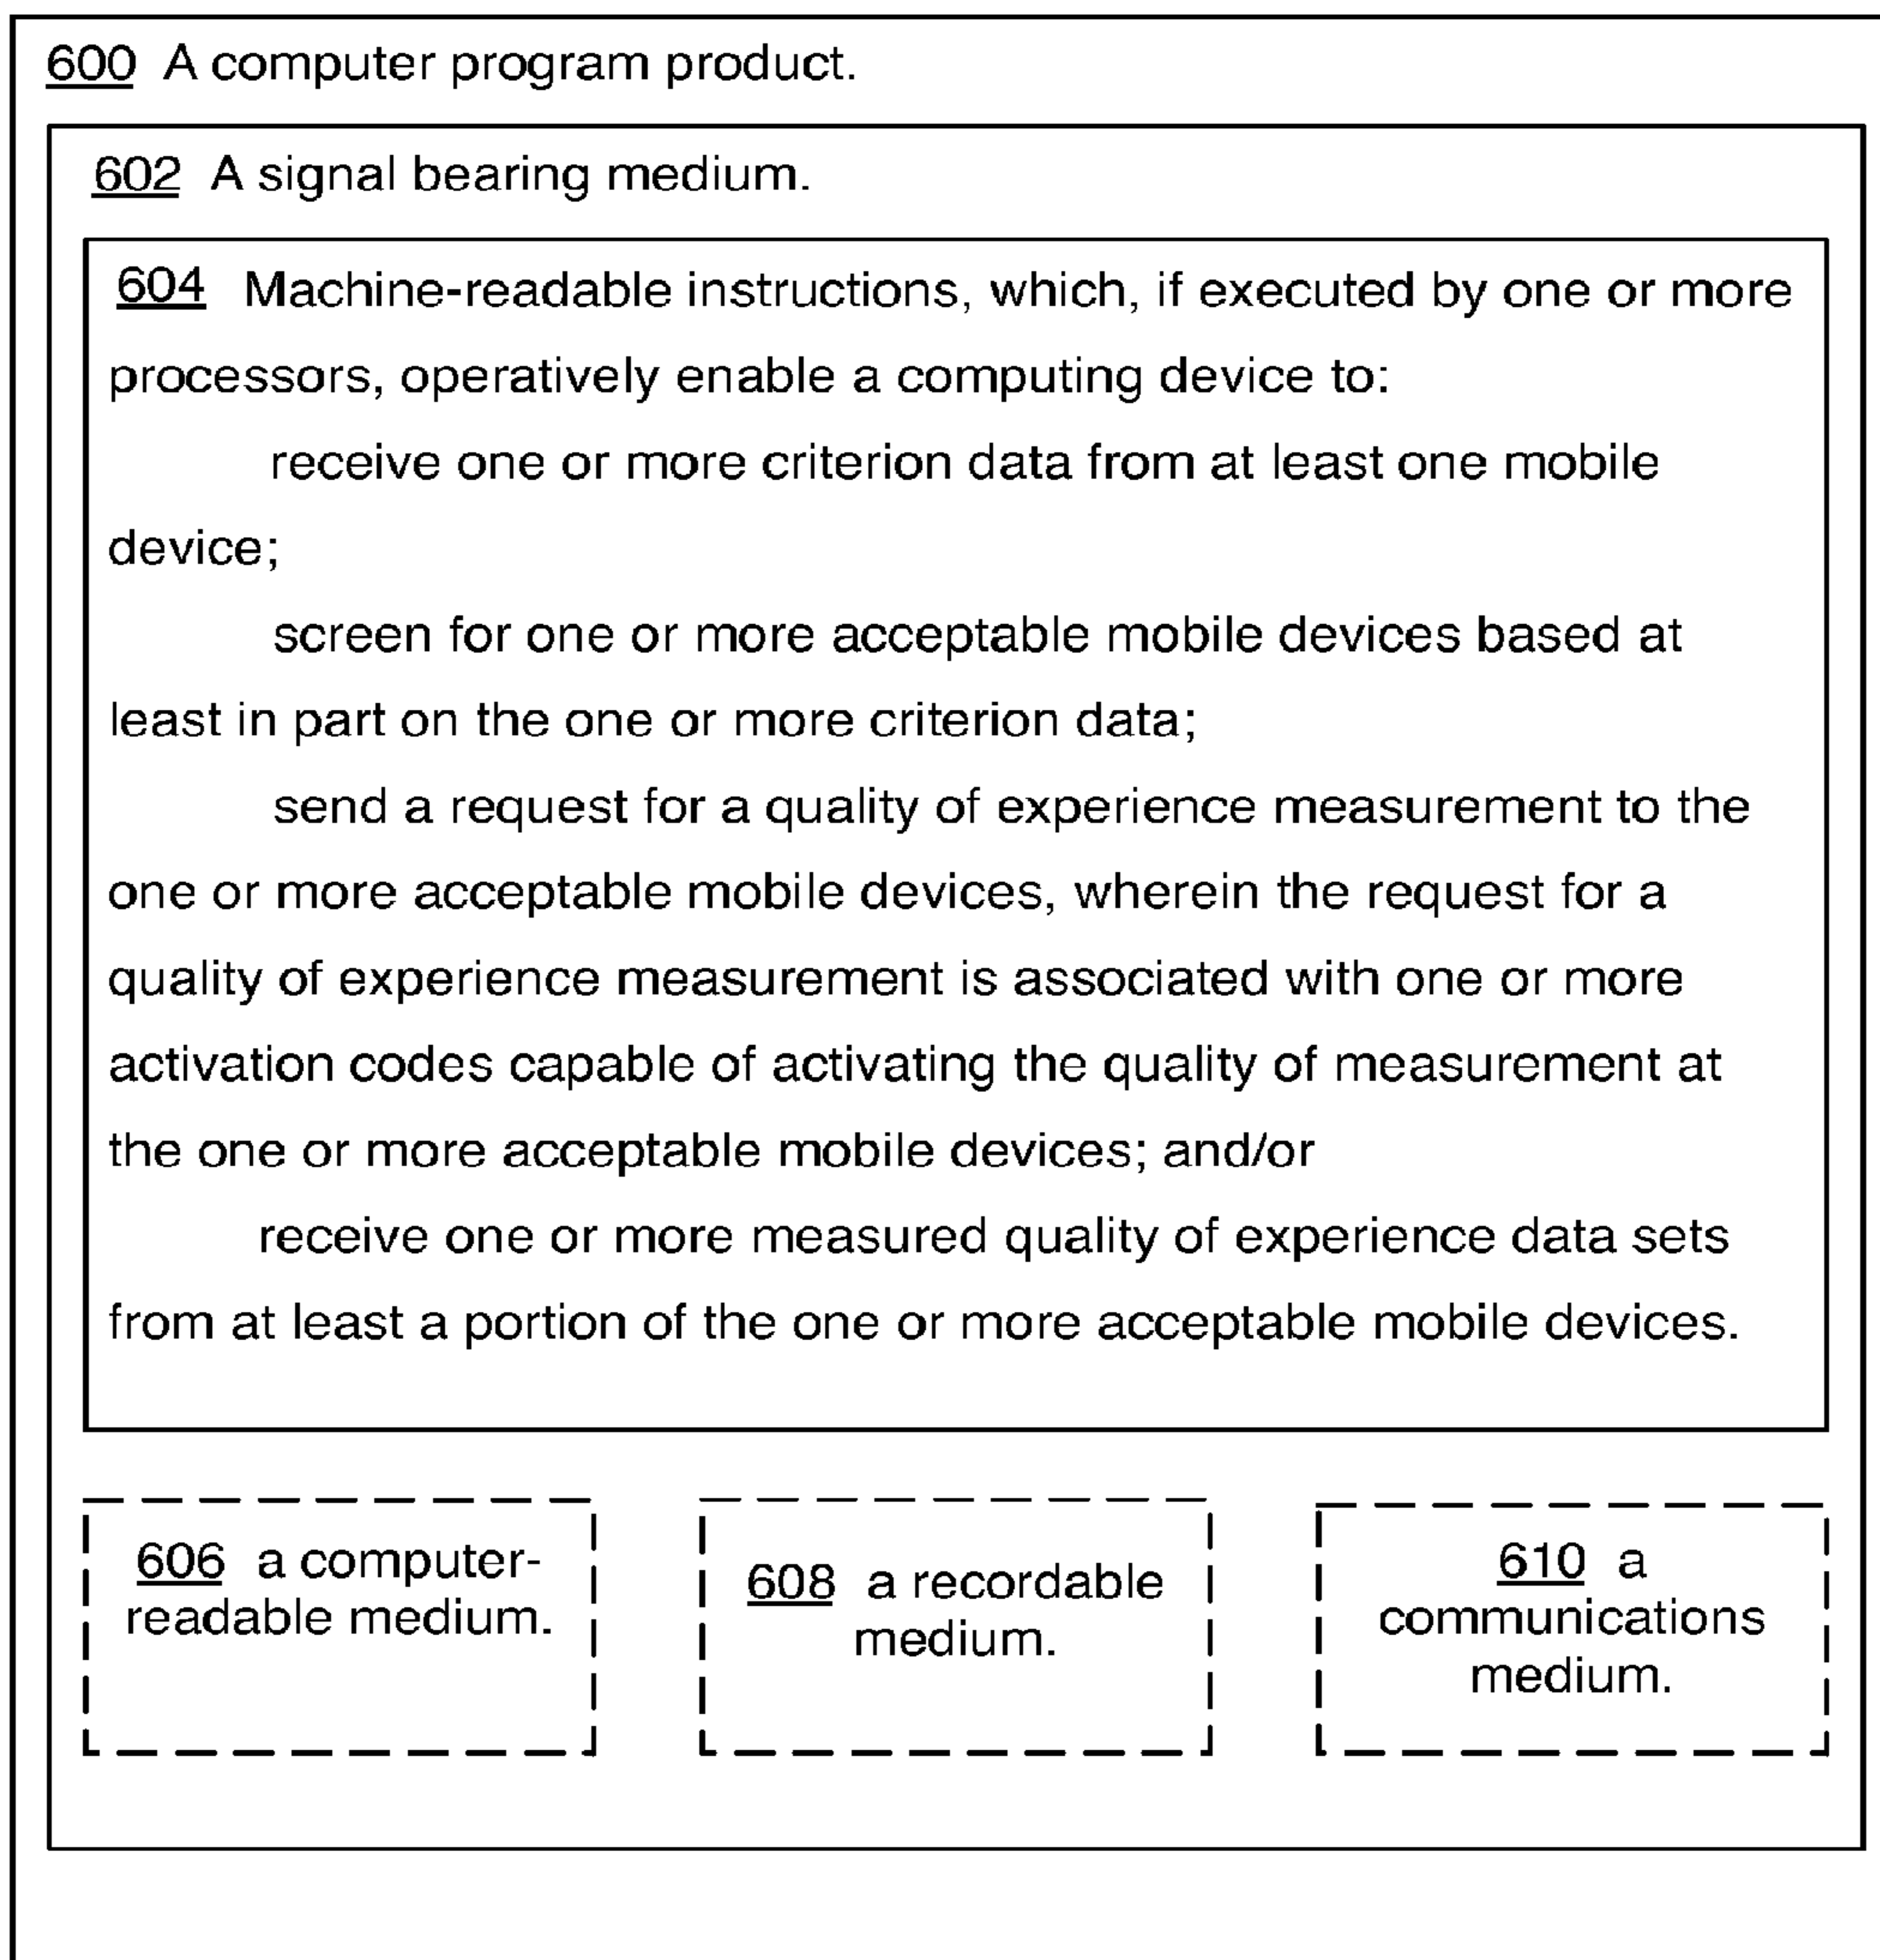 600 A computer program product.
602 A signal bearing medium.
604 Machine-readable instructions, which, if executed by one or more
processors, operatively enable a computing device to:
receive one or more criterion data from at least one mobile
device;
screen for one or more acceptable mobile devices based at
least in part on the one or more criterion data;
send a request for a quality of experience measurement to the
one or more acceptable mobile devices, wherein the request for a
quality of experience measurement is associated with one or more
activation codes capable of activating the quality of measurement at
the one or more acceptable mobile devices; and/or
receive one or more measured quality of experience data sets
from at least a portion of the one or more acceptable mobile devices.
606 a computer-
readable medium.
608 a recordable
medium.
610 a
communications
medium.